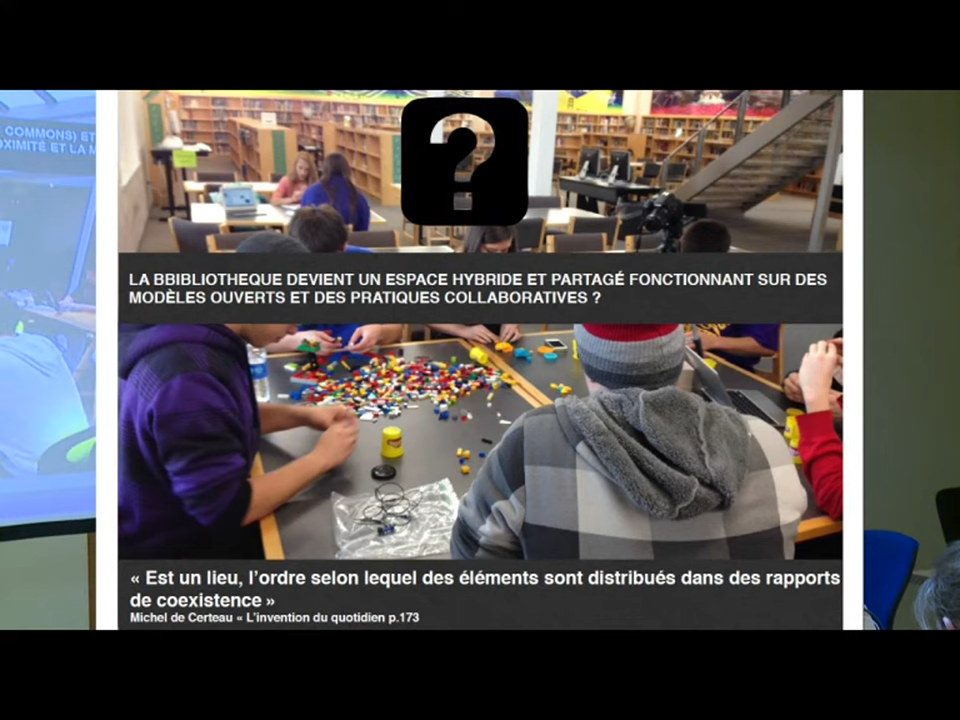 COMMONS) ET
OXIMITÉ ET LA M
?
LA BBIBLIOTHEQUE DEVIENT UN ESPACE HYBRIDE ET PARTAGÉ FONCTIONNANT SUR DES
MODÈLES OUVERTS ET DES PRATIQUES COLLABORATIVES ?
« Est un lieu, l'ordre selon lequel des éléments sont distribués dans des rapports
de coexistence »
Michel de Certeau « L'invention du quotidien p.173